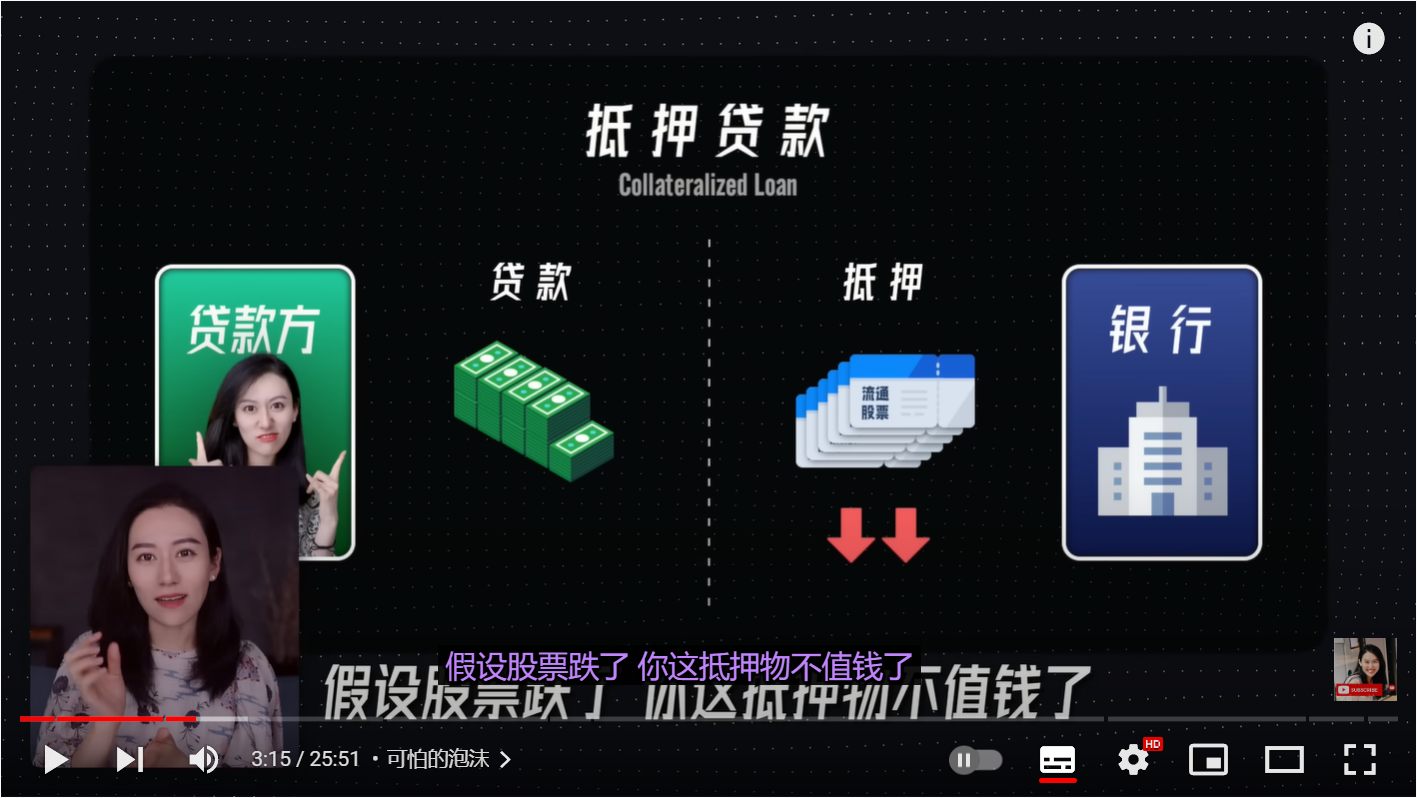 抵押贷款
Collateralized Loan
贷款
抵押
贷款方
银行
流通
股票
假设股票跌了 你这抵押物不值钱了
假设股票跌了 你这抵押物不值钱了
SUBSCRIBE
3:15 / 25:51 • 可怕的泡沫
HD